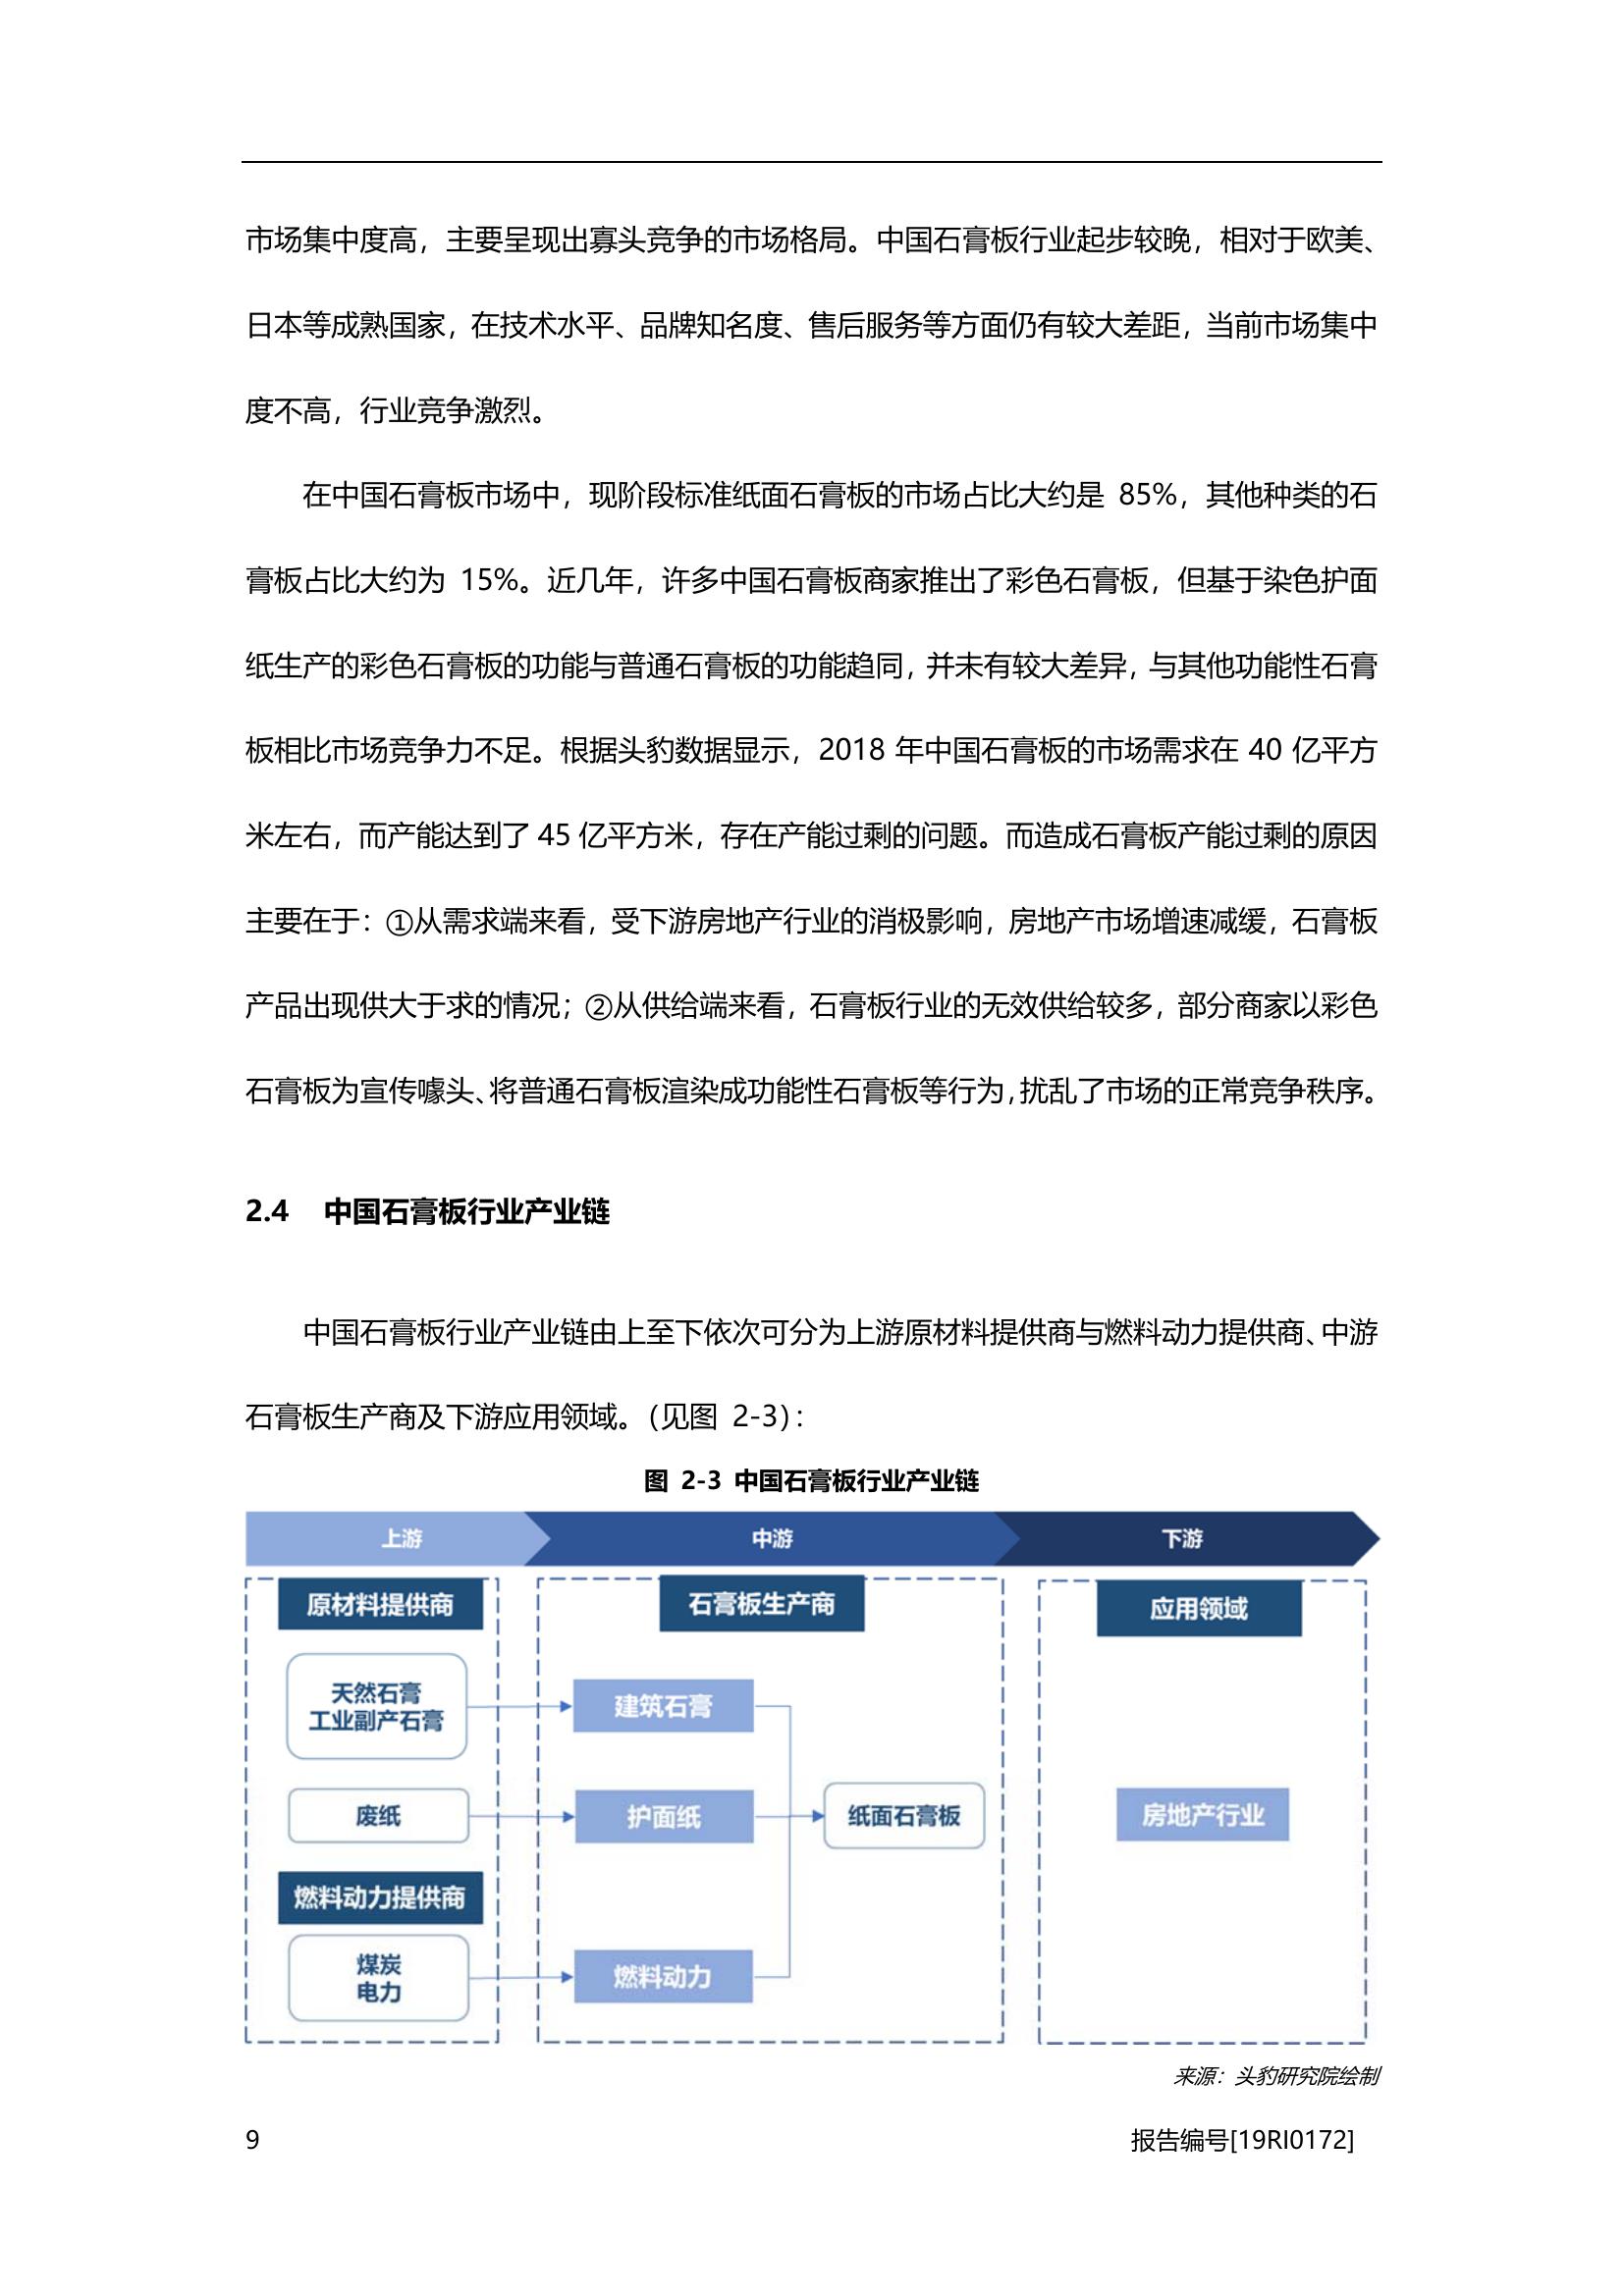 市场集中度高，主要呈现出寡头竞争的市场格局。中国石膏板行业起步较晚，相对于欧美、
日本等成熟国家，在技术水平、品牌知名度、售后服务等方面仍有较大差距，当前市场集中
度不高，行业竞争激烈。
在中国石膏板市场中，现阶段标准纸面石膏板的市场占比大约是 85%，其他种类的石
膏板占比大约为 15%。近几年，许多中国石膏板商家推出了彩色石膏板，但基于染色护面
纸生产的彩色石膏板的功能与普通石膏板的功能趋同，并未有较大差异，与其他功能性石膏
板相比市场竞争力不足。根据头豹数据显示，2018 年中国石膏板的市场需求在 40 亿平方
米左右，而产能达到了 45 亿平方米，存在产能过剩的问题。而造成石膏板产能过剩的原因
主要在于：①从需求端来看，受下游房地产行业的消极影响，房地产市场增速减缓，石膏板
产品出现供大于求的情况；②从供给端来看，石膏板行业的无效供给较多，部分商家以彩色
石膏板为宣传噱头、将普通石膏板渲染成功能性石膏板等行为，扰乱了市场的正常竞争秩序。
2.4 中国石膏板行业产业链
中国石膏板行业产业链由上至下依次可分为上游原材料提供商与燃料动力提供商、中游
石膏板生产商及下游应用领域。（见图 2-3）：
图 2-3 中国石膏板行业产业链
上游
中游
下游
原材料提供商
石膏板生产商
应用领域
天然石膏
工业副产石膏
建筑石膏
废纸
护面纸
纸面石膏板
房地产行业
燃料动力提供商
煤炭
电力
燃料动力
来源：头豹研究院绘制
9
报告编号[19RI0172]